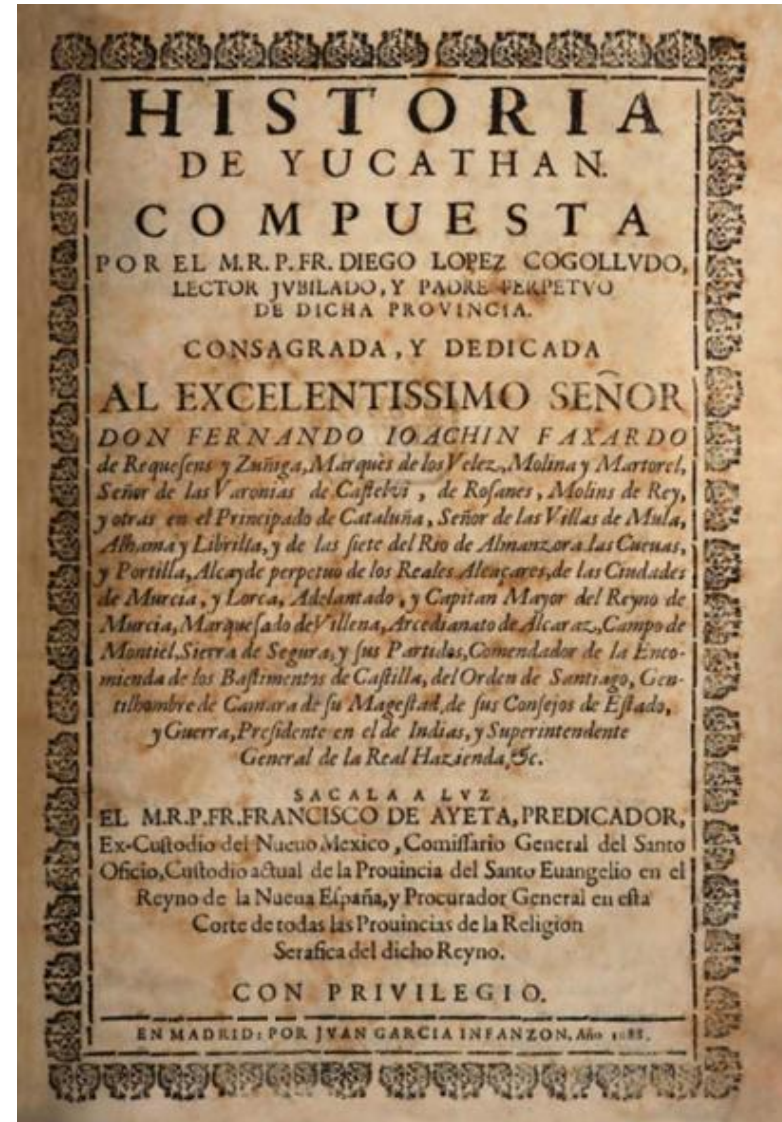 HISTORIA
DE YUCATHAN.
COMPUESTA
POR EL M.R.P.FR. DIEGO LOPEZ COGOLLVDO,
LECTOR JVBILADO, Y PADRE PERPETVO
DE DICHA PROVINCIA.
CONSAGRADA, Y DEDICADA
AL EXCELENTISSIMO SEÑOR
DON FERNANDO IOACHIN FAXARDO
de Requesens y Zuñiga, Marquès de los Velez, Molina y Martorel,
Señor de las Varonias de Castelvi, de Rosanes, Molins de Rey,
y otras en el Principado de Cataluña, Señor de las Villas de Mula,
Alhama y Librilla, y de las siete del Rio de Almanzora las Cueuas,
y Portilla, Alcayde perpetuo de los Reales Alcaçares, de las Ciudades
de Murcia, y Lorca, Adelantado, y Capitan Mayor del Reyno de
Murcia, Marquesado de Villena, Arcedianato de Alcaraz, Campo de
Montiel, Sierra de Segura, y sus Partidos, Comendador de la Enco-
mienda de los Bastimentos de Castilla, del Orden de Santiago, Gen-
tilhombre de Camara de su Magestad, de sus Consejos de Estado,
y Guerra, Presidente en el de Indias, y Superintendente
General de la Real Hazienda, &c.
SACALA A LVZ
EL M.R.P.FR.FRANCISCO DE AYETA, PREDICADOR,
Ex-Custodio del Nueuo Mexico, Comissario General del Santo
Oficio, Custodio actual de la Prouincia del Santo Euangelio en el
Reyno de la Nueua España, y Procurador General en esta
Corte de todas las Prouincias de la Religion
Serafica del dicho Reyno.
CON PRIVILEGIO.
EN MADRID: POR JVAN GARCIA INFANZON, Año 1688.